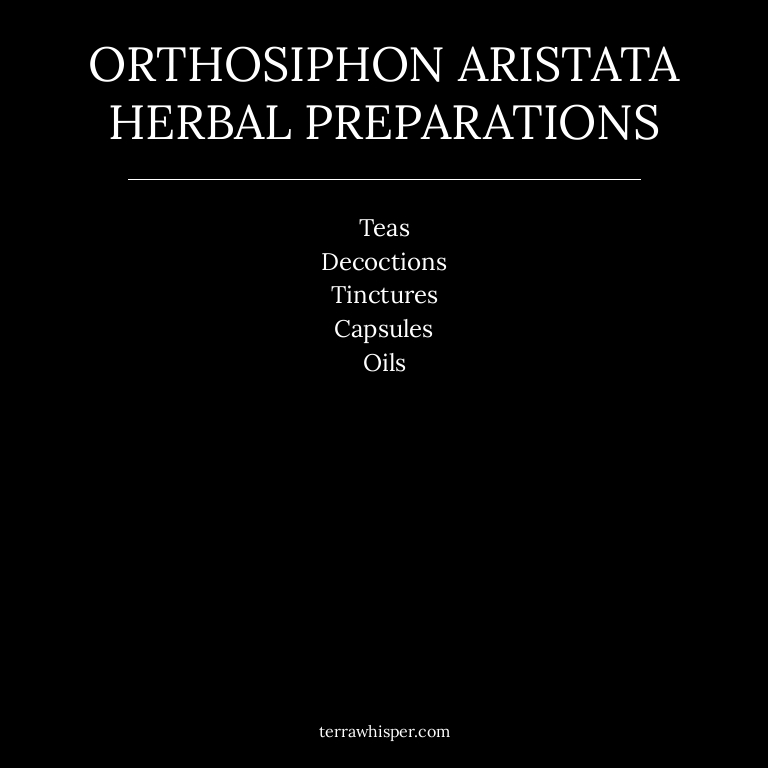 ORTHOSIPHON ARISTATA
HERBAL PREPARATIONS
Teas
Decoctions
Tinctures
Capsules
Oils
terrawhisper.com